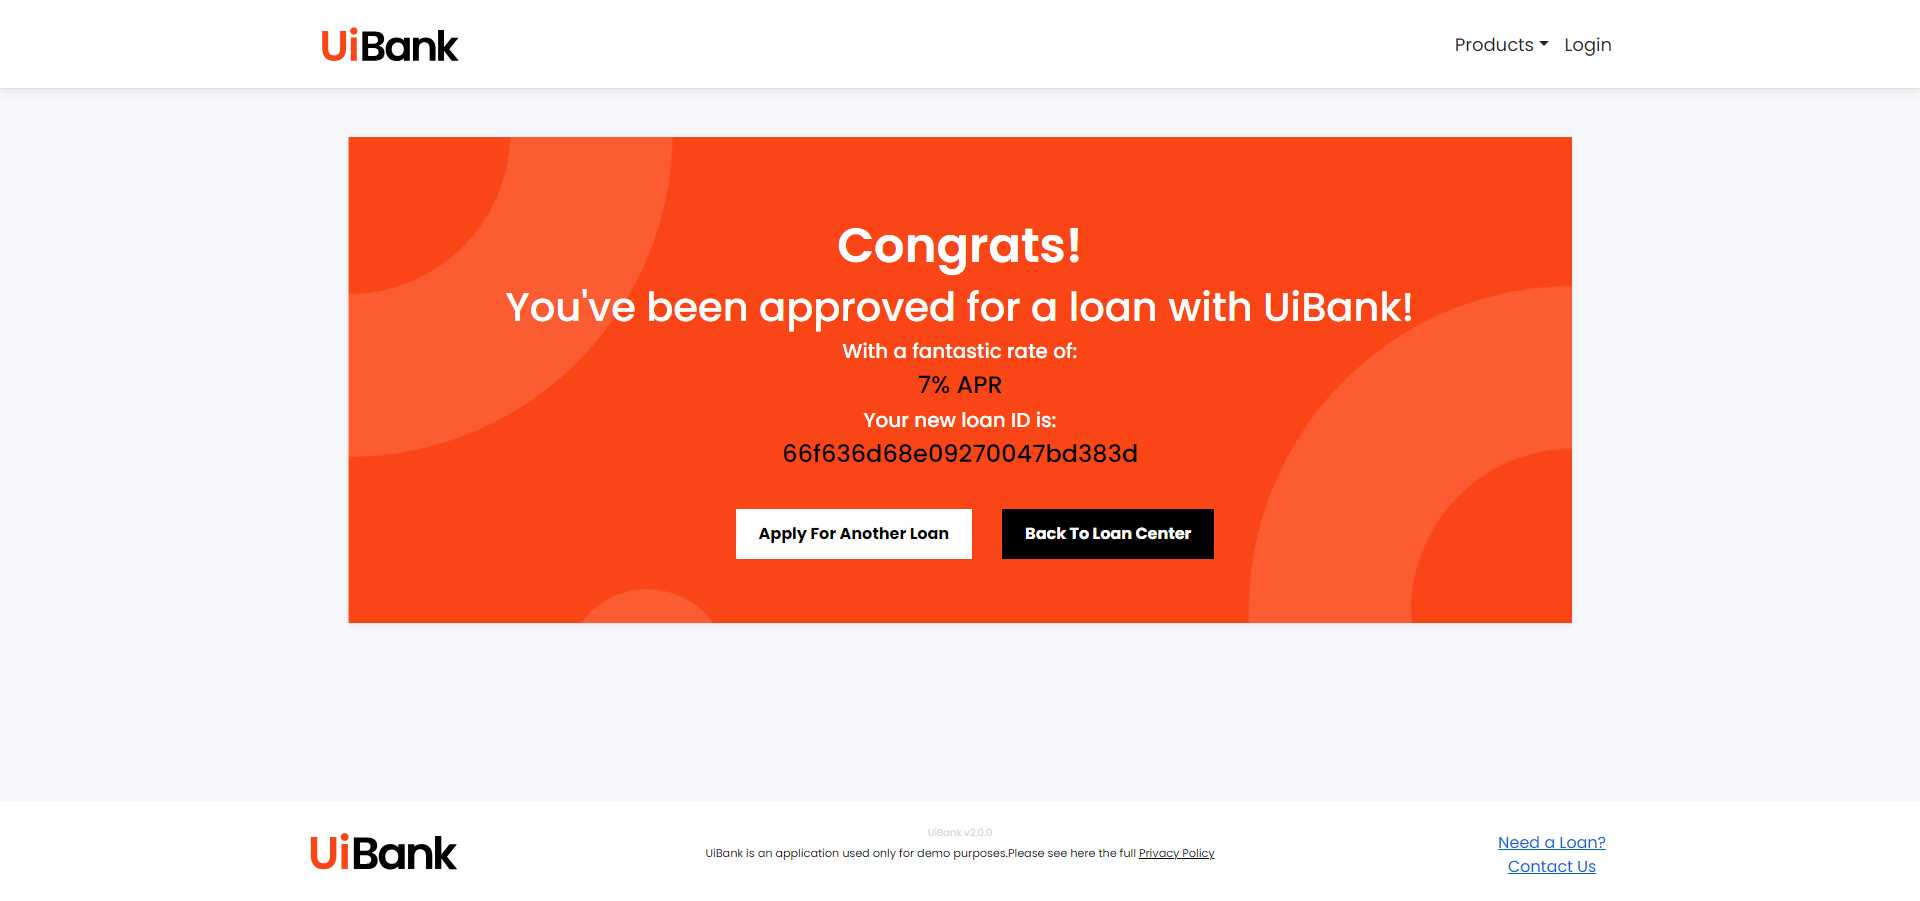 UiBank
Products Login
Congrats!
You've been approved for a loan with UiBank!
With a fantastic rate of:
7% APR
Your new loan ID is:
66f636d68e09270047bd383d
Apply For Another Loan
Back To Loan Center
UiBank
UiBank v2.0.0
UiBank is an application used only for demo purposes.Please see here the full Privacy Policy
Need a Loan?
Contact Us